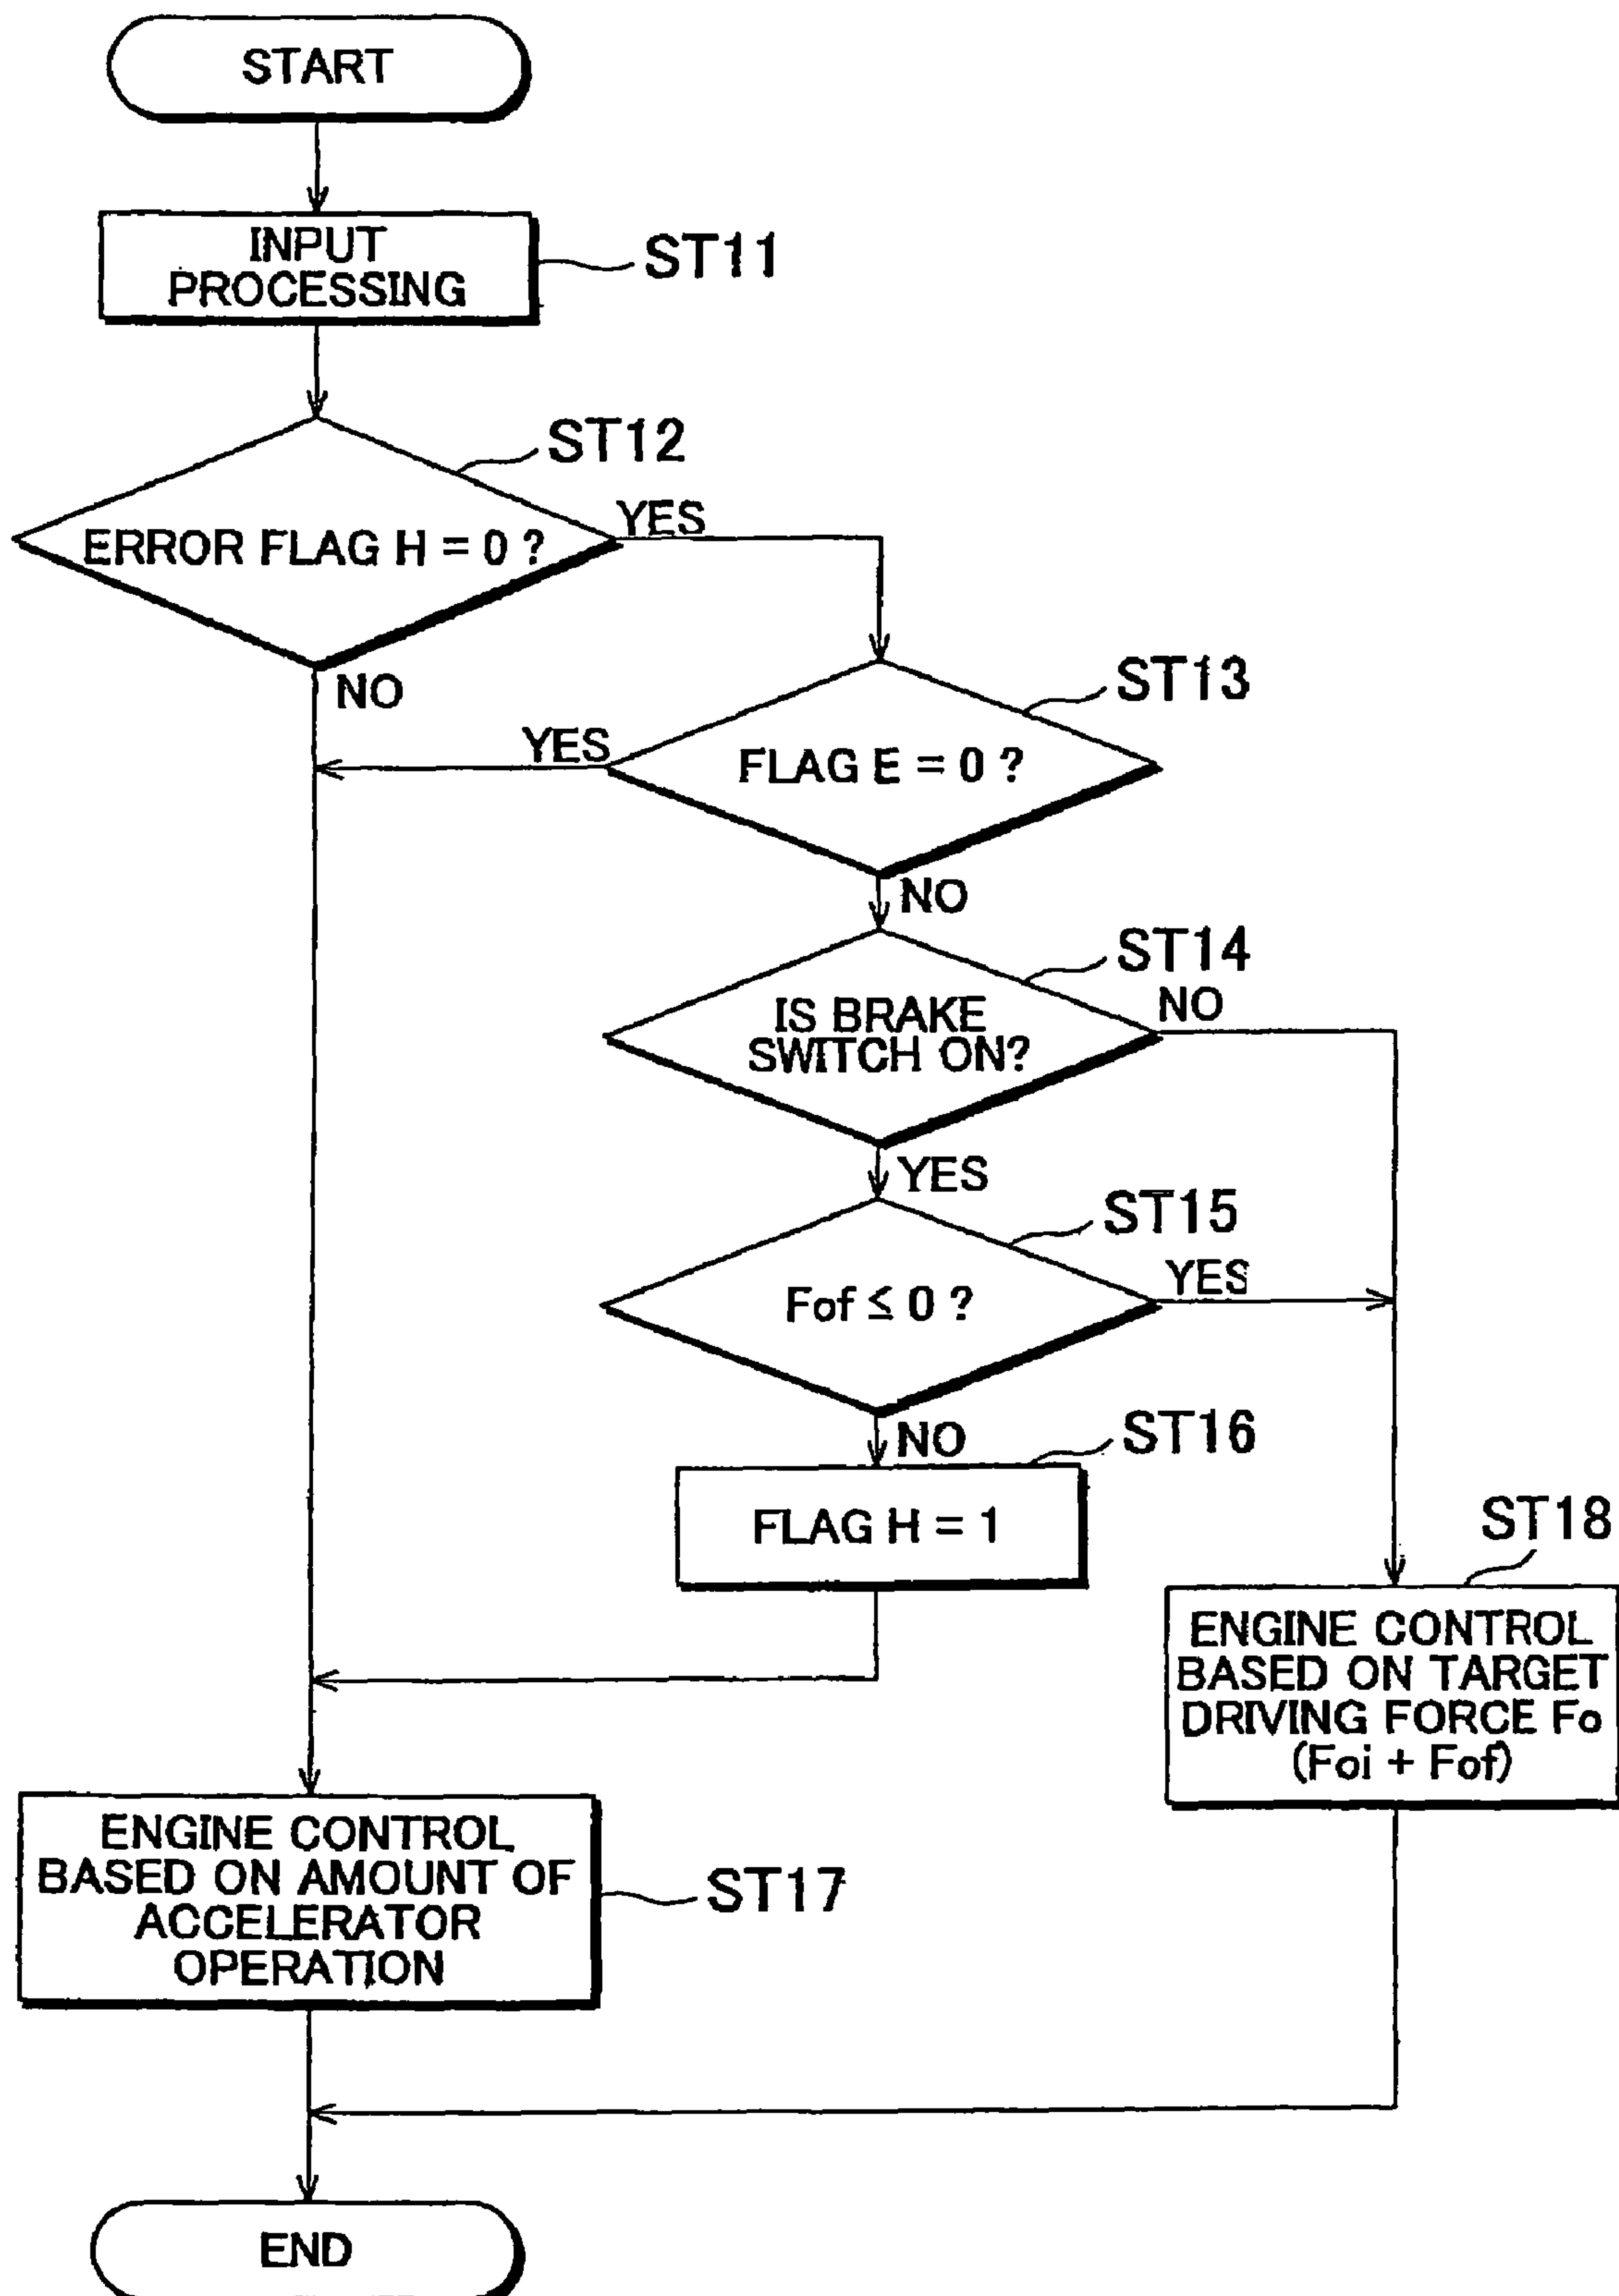 START
INPUT
PROCESSING
ST11
ST12
ERROR FLAG H = 0 ?
YES
NO
ST13
YES
FLAG E = 0 ?
NO
ST14
IS BRAKE
SWITCH ON?
NO
YES
ST15
Fof ≤ 0 ?
YES
NO
ST16
FLAG H = 1
ST18
ENGINE CONTROL
BASED ON TARGET
DRIVING FORCE Fo
(Foi + Fof)
ENGINE CONTROL
BASED ON AMOUNT OF
ACCELERATOR
OPERATION
ST17
END